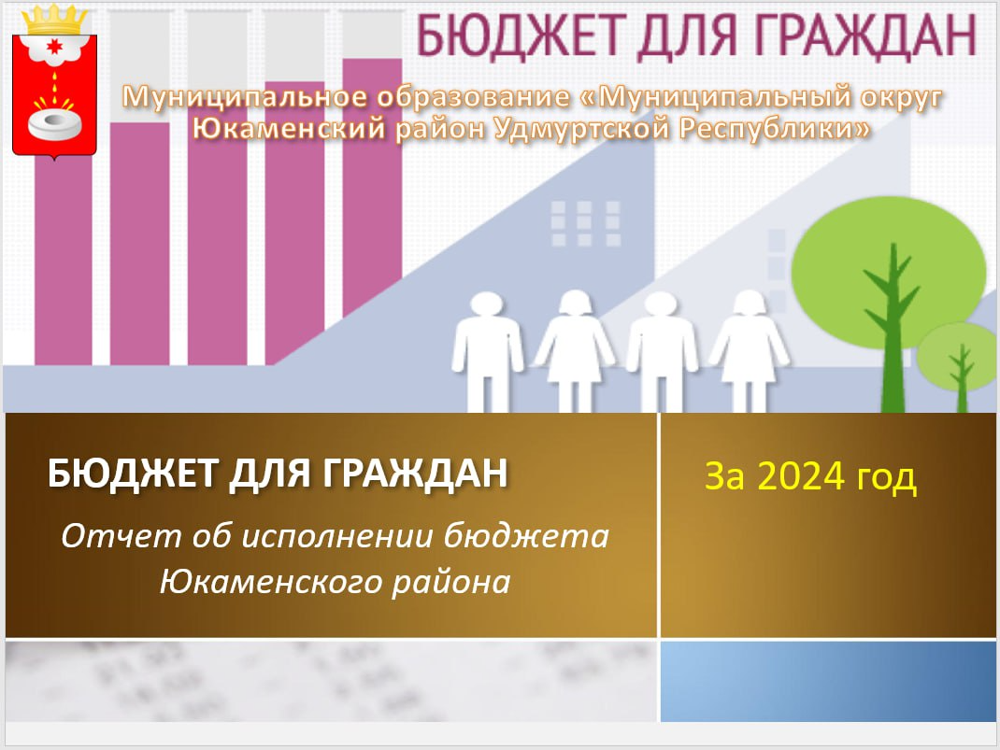 БЮДЖЕТ ДЛЯ ГРАЖДАН
Муниципальное образование «Муниципальный округ
Юкаменский район Удмуртской Республики»
БЮДЖЕТ ДЛЯ ГРАЖДАН
За 2024 год
Отчет об исполнении бюджета
Юкаменского района